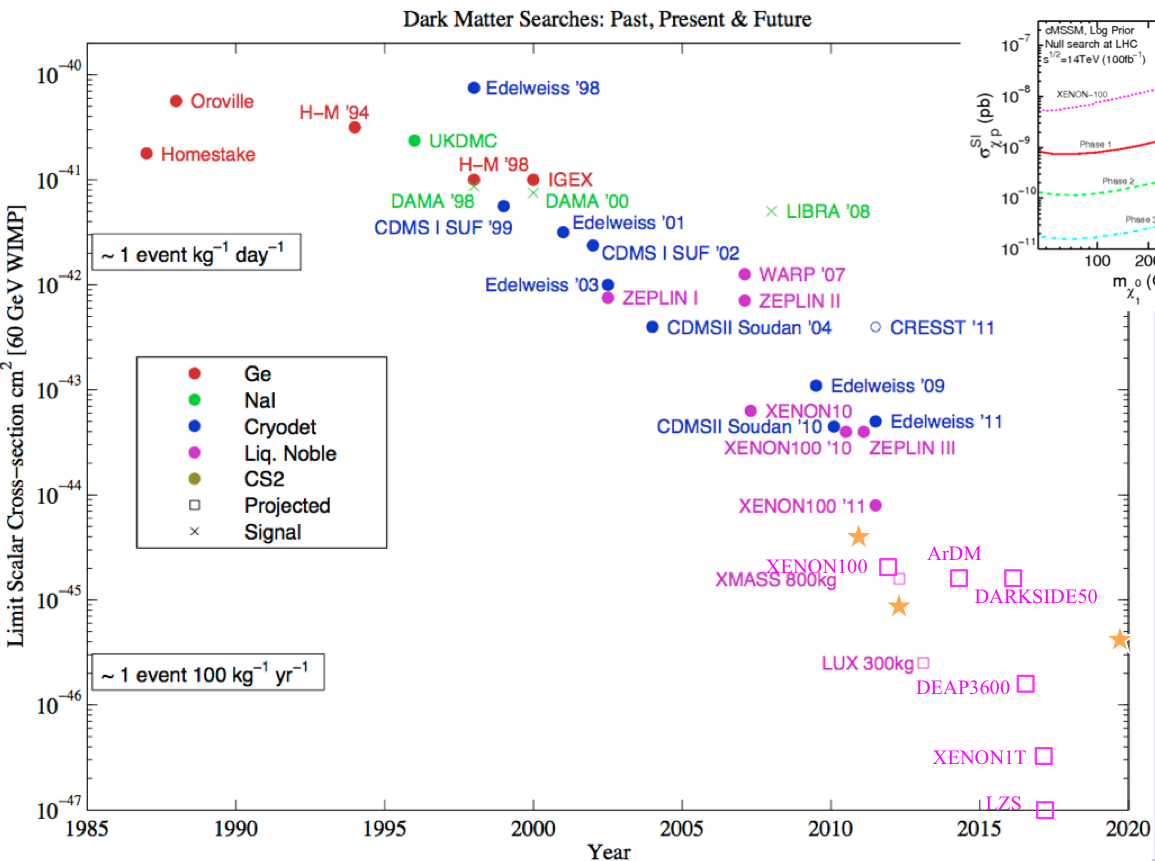 Dark Matter Searches: Past, Present & Future
Limit Scalar Cross−section cm² [60 GeV WIMP]
10⁻⁴⁰
10⁻⁴¹
10⁻⁴²
10⁻⁴³
10⁻⁴⁴
10⁻⁴⁵
10⁻⁴⁶
10⁻⁴⁷
Edelweiss '98
Oroville
H−M '94
UKDMC
Homestake
H−M '98
IGEX
DAMA '98
DAMA '00
LIBRA '08
CDMS I SUF '99
Edelweiss '01
CDMS I SUF '02
~ 1 event kg⁻¹ day⁻¹
WARP '07
Edelweiss '03
ZEPLIN I
ZEPLIN II
CDMSII Soudan '04
CRESST '11
Ge
NaI
Cryodet
Liq. Noble
CS2
Projected
Signal
Edelweiss '09
XENON10
CDMSII Soudan '10
Edelweiss '11
XENON100 '10
ZEPLIN III
XENON100 '11
ArDM
XENON100
XMASS 800kg
DARKSIDE50
~ 1 event 100 kg⁻¹ yr⁻¹
LUX 300kg
DEAP3600
XENON1T
LZS
1985 1990 1995 2000 2005 2010 2015 2020
Year
cMSSM, Log Prior
Null search at LHC
s^1/2=14TeV (100fb⁻¹)
XENON−100
Phase 1
Phase 2
Phase
σ^SI_χp (pb)
10⁻⁷
10⁻⁸
10⁻⁹
10⁻¹⁰
10⁻¹¹
100 200
m_χ⁰₁ (